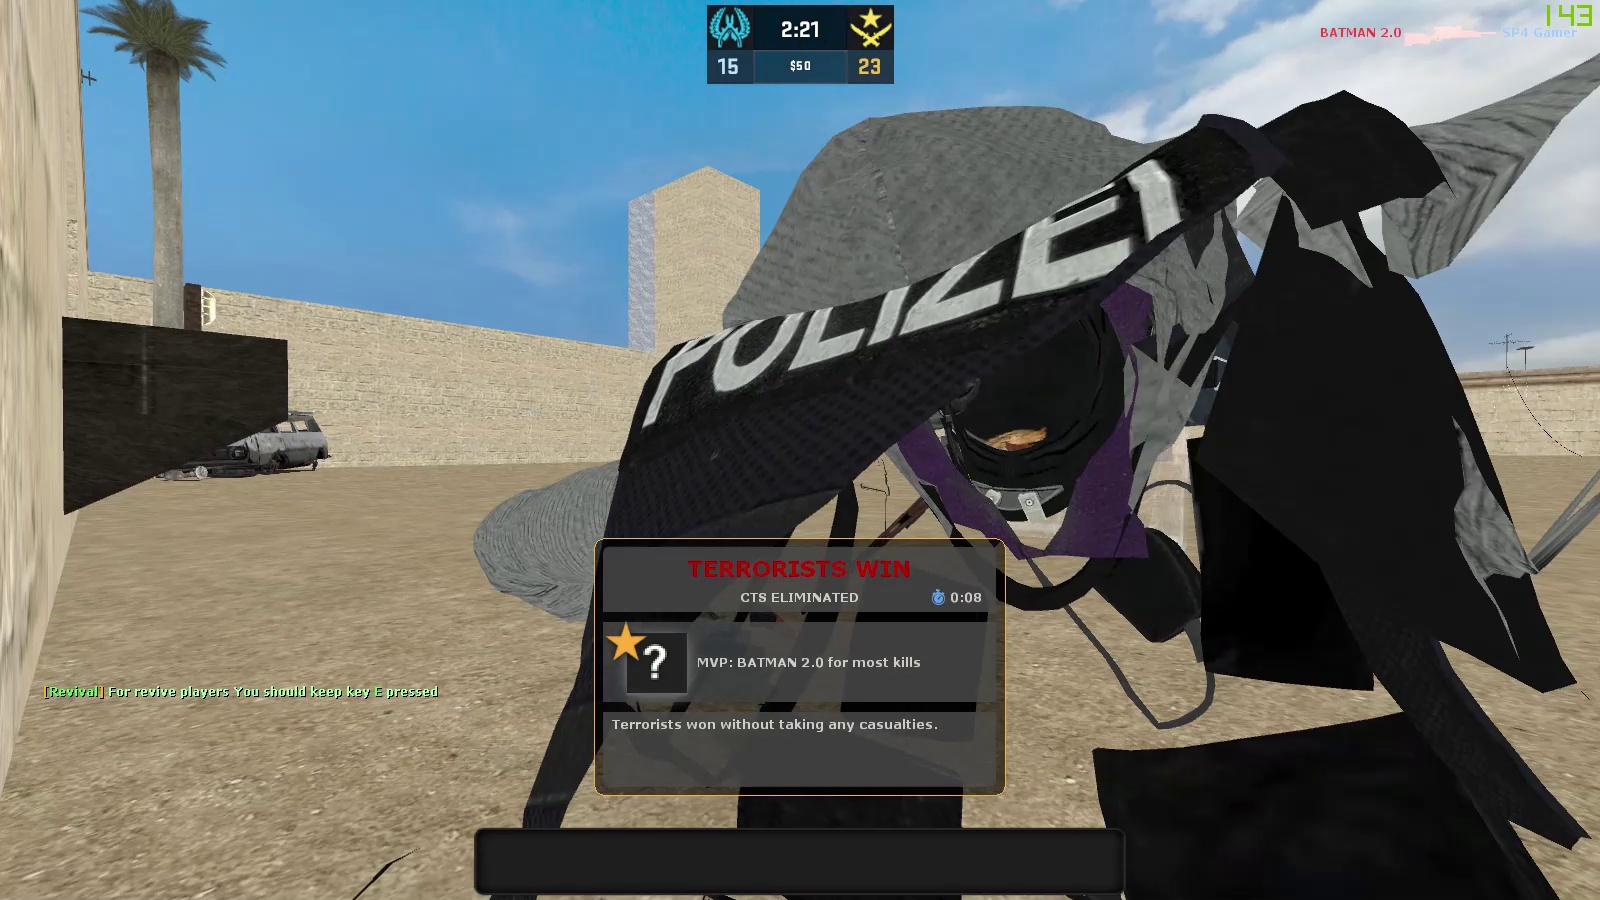 2:21
15 $50 23
143
BATMAN 2.0 SP4 Gamer
POLIZEI
TERRORISTS WIN
CTS ELIMINATED 0:08
?
MVP: BATMAN 2.0 for most kills
[Revival] For revive players You should keep key E pressed
Terrorists won without taking any casualties.